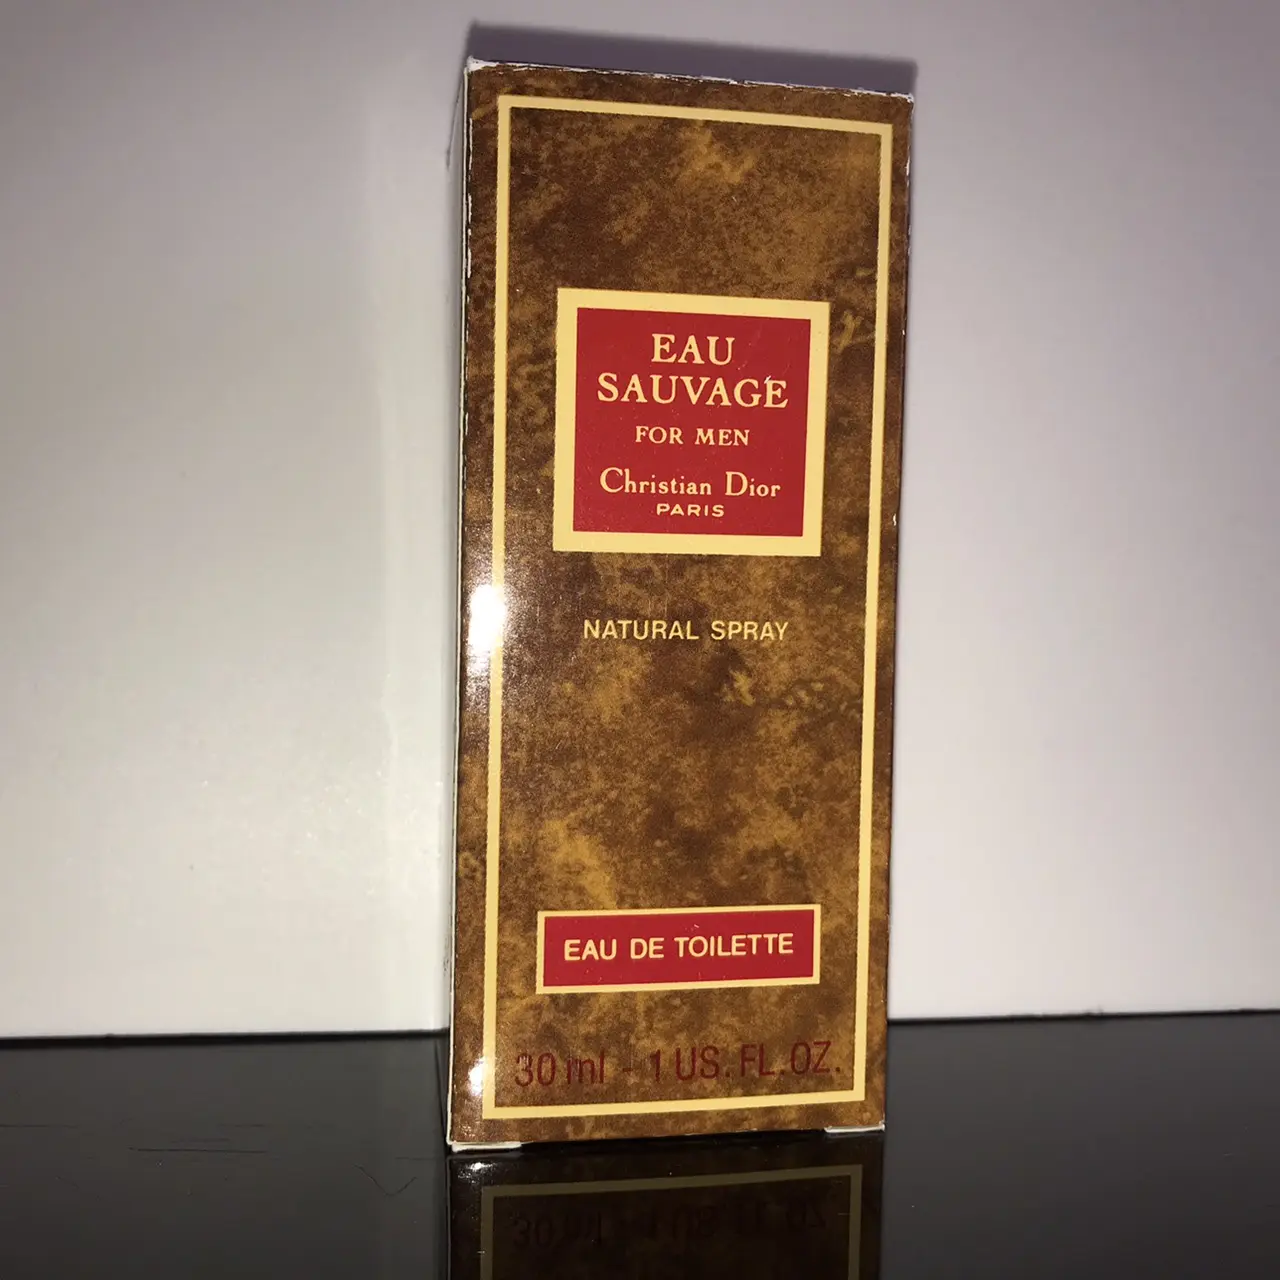 EAU
SAUVAGE
FOR MEN
Christian Dior
PARIS
NATURAL SPRAY
EAU DE TOILETTE
30 ml - 1 US. FL. OZ.